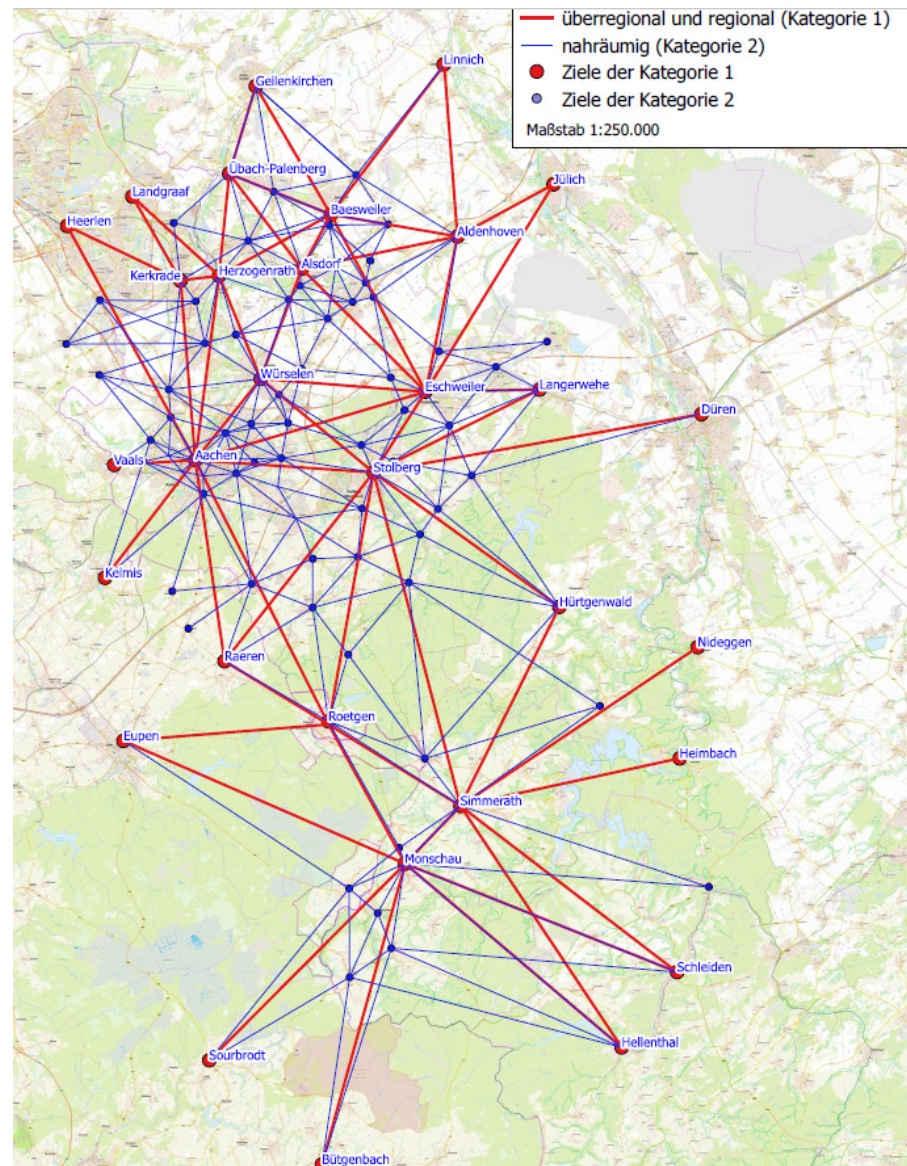 überregional und regional (Kategorie 1)
nahräumig (Kategorie 2)
Ziele der Kategorie 1
Ziele der Kategorie 2
Maßstab 1:250.000
Linnich
Geilenkirchen
Übach-Palenberg
Jülich
Landgraaf
Baesweiler
Heerlen
Aldenhoven
Alsdorf
Kerkrade
Herzogenrath
Würselen
Eschweiler
Langerwehe
Düren
Vaals
Aachen
Stolberg
Kelmis
Hürtgenwald
Nideggen
Raeren
Roetgen
Eupen
Heimbach
Simmerath
Monschau
Schleiden
Hellenthal
Sourbrodt
Bütgenbach